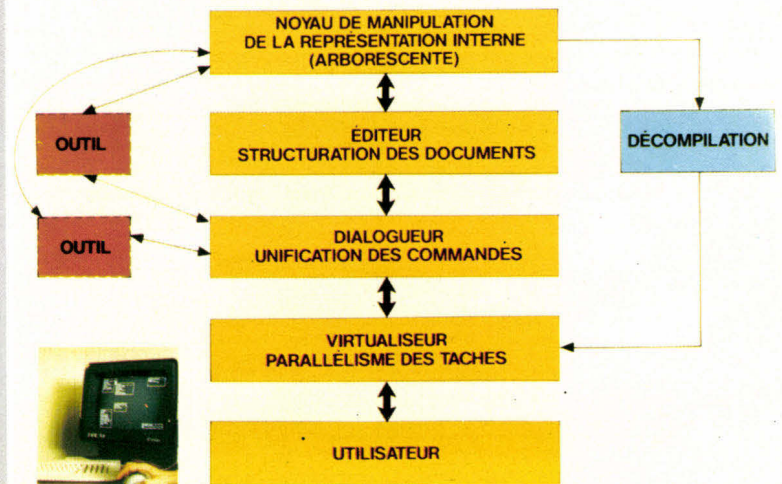 NOYAU DE MANIPULATION
DE LA REPRÉSENTATION INTERNE
(ARBORESCENTE)
OUTIL
ÉDITEUR
STRUCTURATION DES DOCUMENTS
DÉCOMPILATION
OUTIL
DIALOGUEUR
UNIFICATION DES COMMANDES
VIRTUALISEUR
PARALLÉLISME DES TACHES
UTILISATEUR